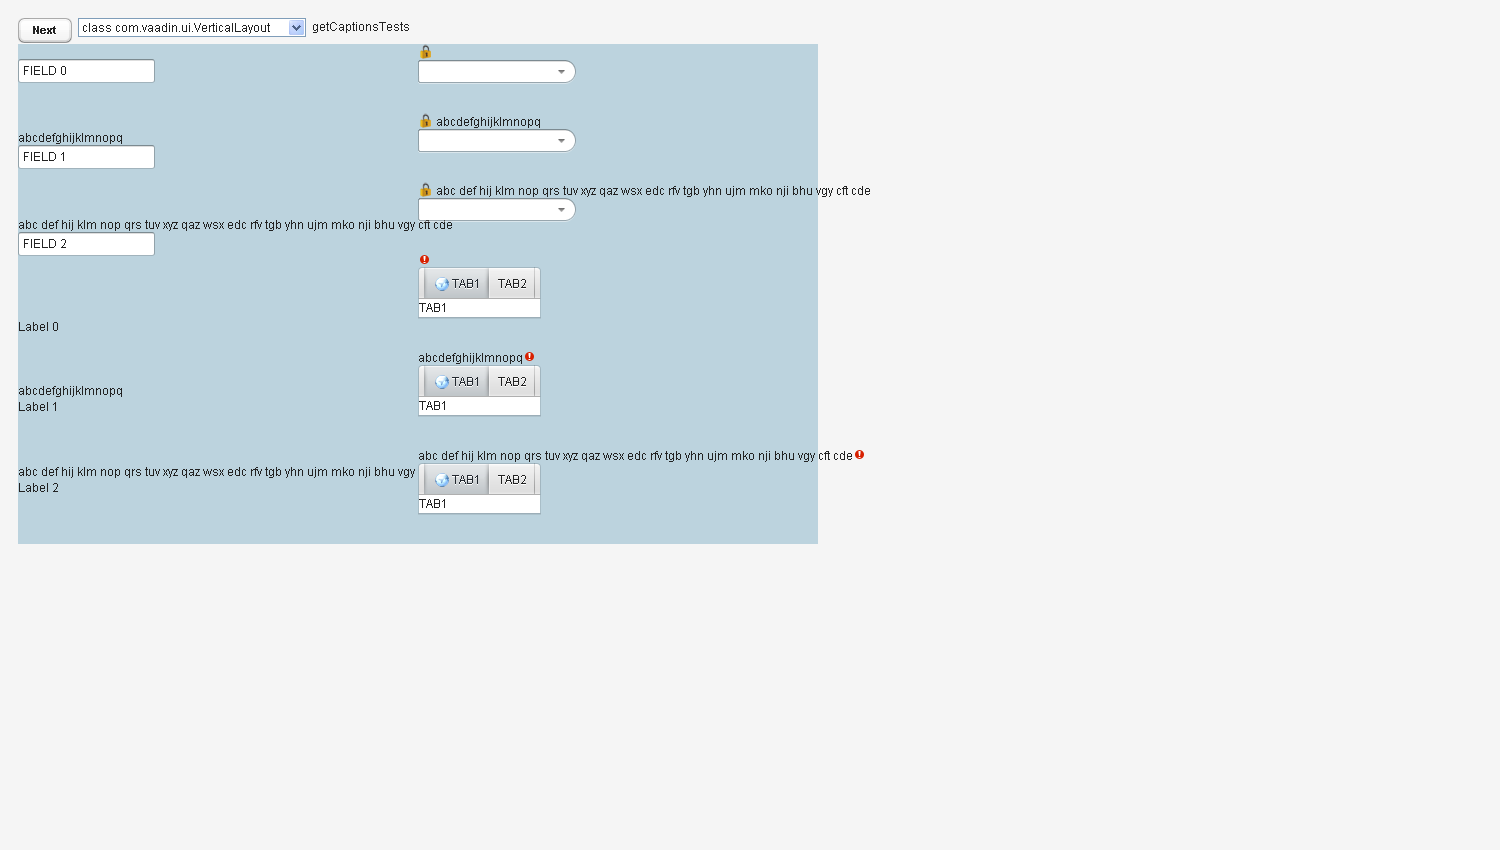 Next class com.vaadin.ui.VerticalLayout getCaptionsTests
FIELD 0
abcdefghijklmnopq
FIELD 1
abc def hij klm nop qrs tuv xyz qaz wsx edc rfv tgb yhn ujm mko nji bhu vgy cft cde
FIELD 2
Label 0
abcdefghijklmnopq
Label 1
abc def hij klm nop qrs tuv xyz qaz wsx edc rfv tgb yhn ujm mko nji bhu vgy
Label 2
abcdefghijklmnopq
abc def hij klm nop qrs tuv xyz qaz wsx edc rfv tgb yhn ujm mko nji bhu vgy cft cde
TAB1 TAB2
TAB1
abcdefghijklmnopq
TAB1 TAB2
TAB1
abc def hij klm nop qrs tuv xyz qaz wsx edc rfv tgb yhn ujm mko nji bhu vgy cft cde
TAB1 TAB2
TAB1